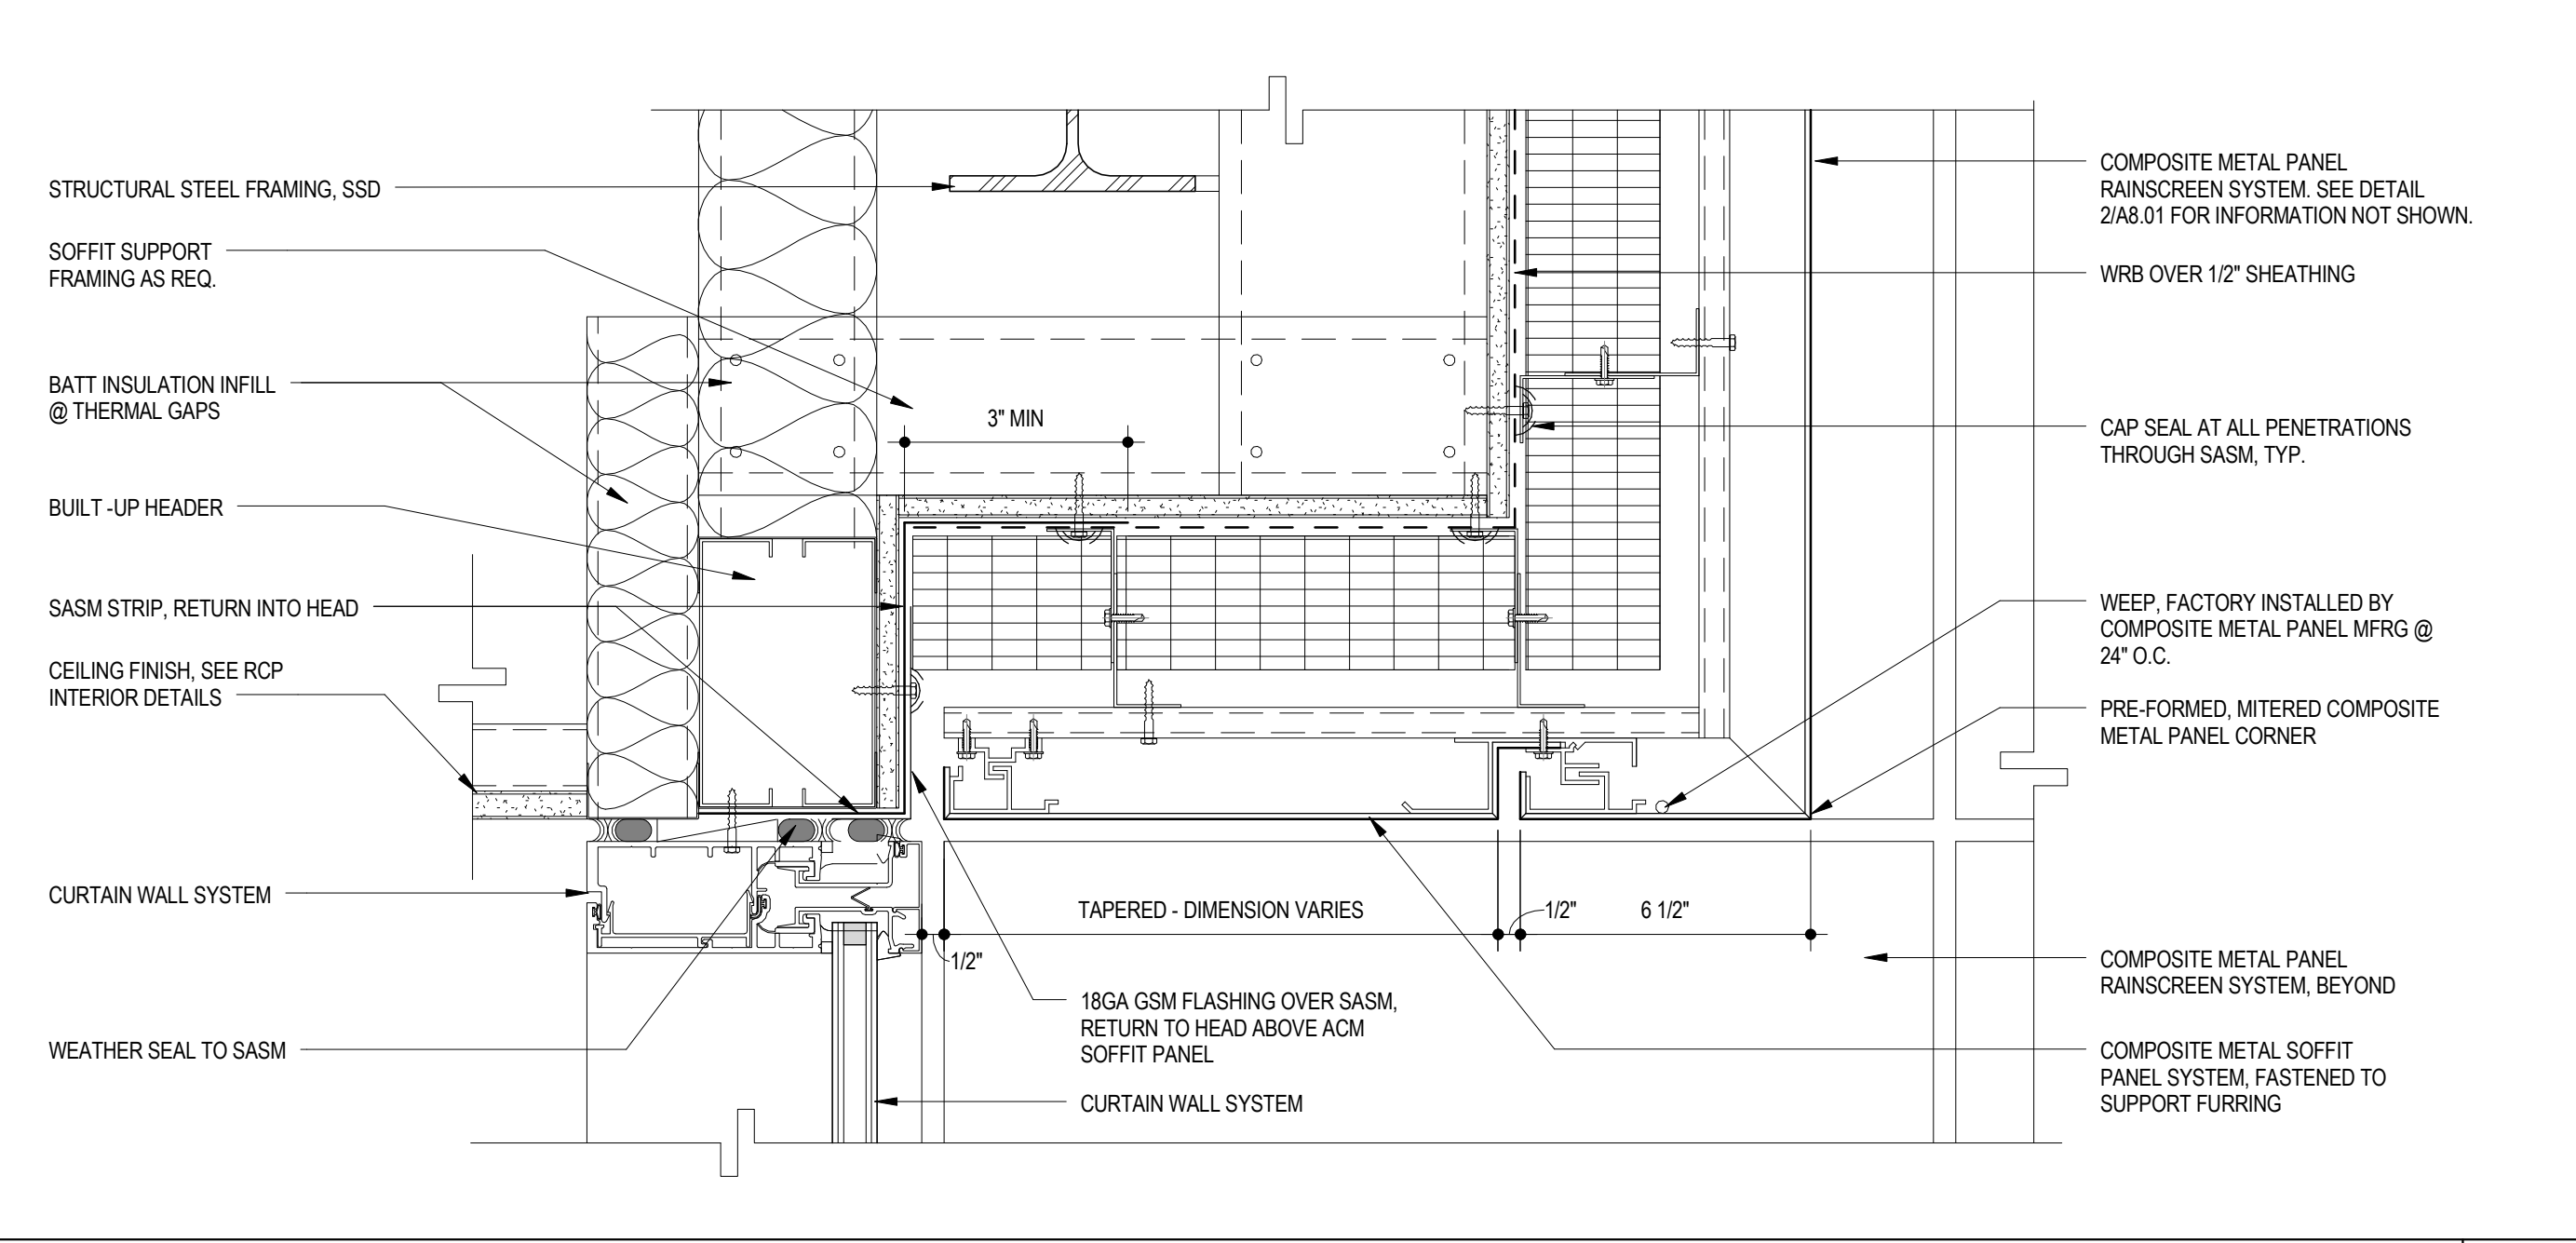 STRUCTURAL STEEL FRAMING, SSD
SOFFIT SUPPORT
FRAMING AS REQ.
BATT INSULATION INFILL
@ THERMAL GAPS
BUILT -UP HEADER
SASM STRIP, RETURN INTO HEAD
CEILING FINISH, SEE RCP
INTERIOR DETAILS
CURTAIN WALL SYSTEM
WEATHER SEAL TO SASM
3" MIN
TAPERED - DIMENSION VARIES
1/2"
6 1/2"
1/2"
18GA GSM FLASHING OVER SASM,
RETURN TO HEAD ABOVE ACM
SOFFIT PANEL
CURTAIN WALL SYSTEM
COMPOSITE METAL PANEL
RAINSCREEN SYSTEM. SEE DETAIL
2/A8.01 FOR INFORMATION NOT SHOWN.
WRB OVER 1/2" SHEATHING
CAP SEAL AT ALL PENETRATIONS
THROUGH SASM, TYP.
WEEP, FACTORY INSTALLED BY
COMPOSITE METAL PANEL MFRG @
24" O.C.
PRE-FORMED, MITERED COMPOSITE
METAL PANEL CORNER
COMPOSITE METAL PANEL
RAINSCREEN SYSTEM, BEYOND
COMPOSITE METAL SOFFIT
PANEL SYSTEM, FASTENED TO
SUPPORT FURRING